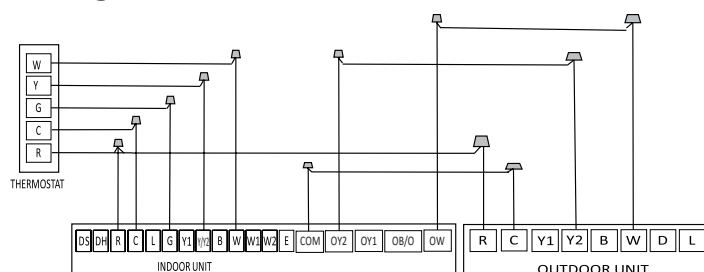 W
Y
G
C
R
THERMOSTAT
DS DH R C L G Y1 Y/Y2 B W W1 W2 E COM OY2 OY1 OB/O OW
INDOOR UNIT
R C Y1 Y2 B W D L
OUTDOOR UNIT